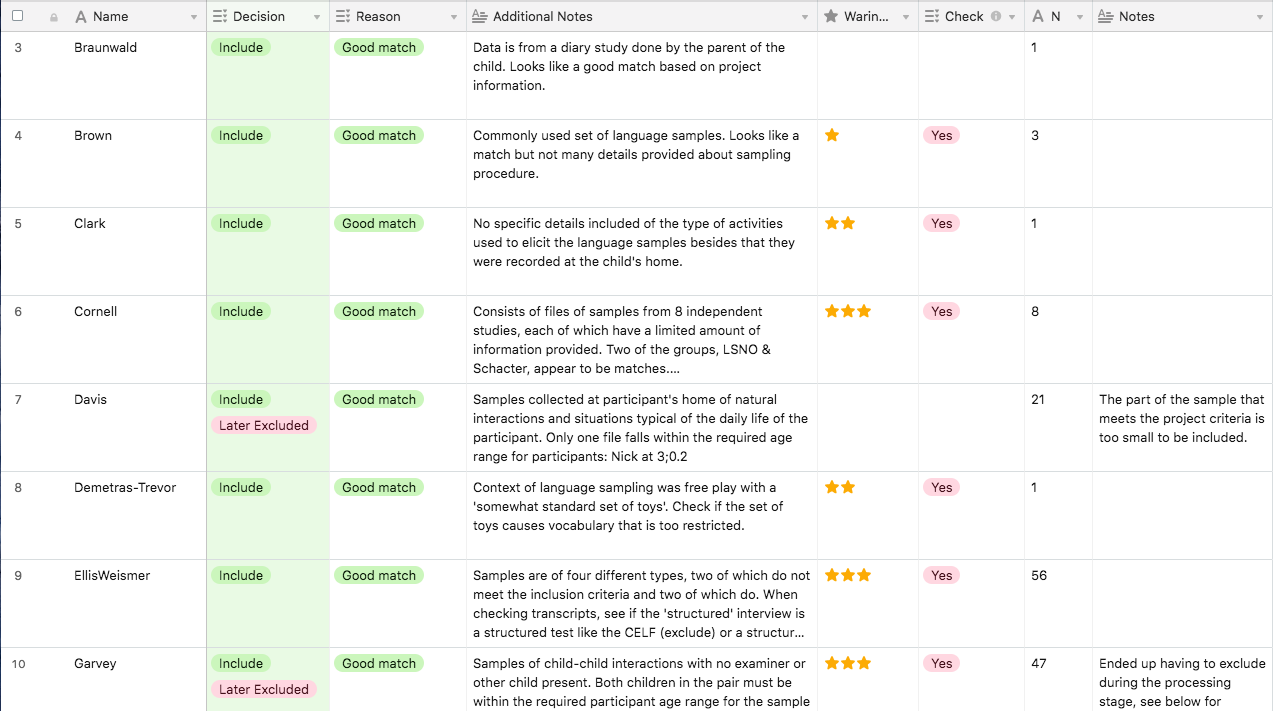 Name Decision Reason Additional Notes Warin... Check N Notes
3 Braunwald Include Good match Data is from a diary study done by the parent of the 1
child. Looks like a good match based on project
information.
4 Brown Include Good match Commonly used set of language samples. Looks like a Yes 3
match but not many details provided about sampling
procedure.
5 Clark Include Good match No specific details included of the type of activities Yes 1
used to elicit the language samples besides that they
were recorded at the child's home.
6 Cornell Include Good match Consists of files of samples from 8 independent Yes 8
studies, each of which have a limited amount of
information provided. Two of the groups, LSNO &
Schacter, appear to be matches....
7 Davis Include Good match Samples collected at participant's home of natural 21 The part of the sample that
Later Excluded interactions and situations typical of the daily life of the meets the project criteria is
participant. Only one file falls within the required age too small to be included.
range for participants: Nick at 3;0.2
8 Demetras-Trevor Include Good match Context of language sampling was free play with a Yes 1
'somewhat standard set of toys'. Check if the set of
toys causes vocabulary that is too restricted.
9 EllisWeismer Include Good match Samples are of four different types, two of which do not Yes 56
meet the inclusion criteria and two of which do. When
checking transcripts, see if the 'structured' interview is
a structured test like the CELF (exclude) or a structur...
10 Garvey Include Good match Samples of child-child interactions with no examiner or Yes 47 Ended up having to exclude
Later Excluded other child present. Both children in the pair must be during the processing
within the required participant age range for the sample stage, see below for